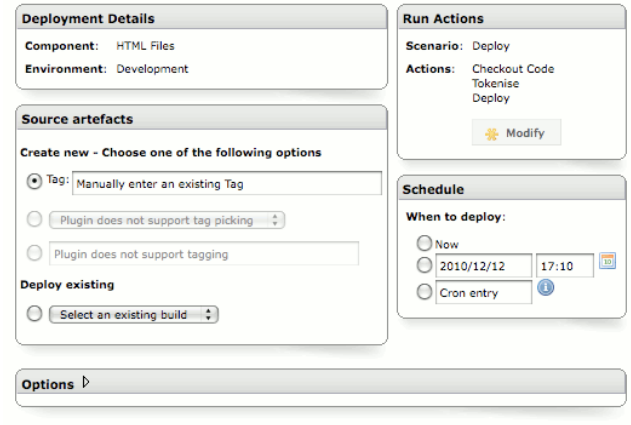 Deployment Details
Component: HTML Files
Environment: Development
Source artefacts
Create new - Choose one of the following options
Tag: Manually enter an existing Tag
Plugin does not support tag picking
Plugin does not support tagging
Deploy existing
Select an existing build
Run Actions
Scenario: Deploy
Actions: Checkout Code
Tokenise
Deploy
Modify
Schedule
When to deploy:
Now
2010/12/12 17:10
Cron entry
Options